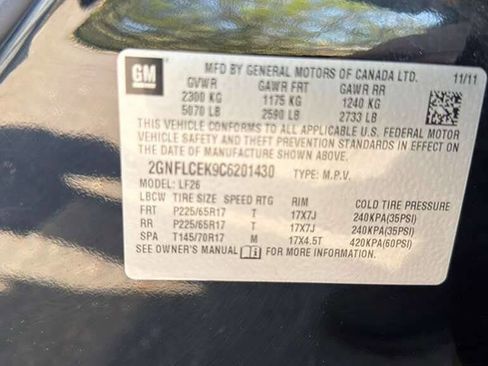 GM
MFD BY GENERAL MOTORS OF CANADA LTD. 11/11
GVWR GAWR FRT GAWR RR
2300 KG 1175 KG 1240 KG
5070 LB 2590 LB 2733 LB
THIS VEHICLE CONFORMS TO ALL APPLICABLE U.S. FEDERAL MOTOR
VEHICLE SAFETY AND THEFT PREVENTION STANDARDS IN EFFECT ON THE
DATE OF MANUFACTURE SHOWN ABOVE.
2GNFLCEK9C6201430 TYPE: M.P.V.
MODEL: LF26
LBCW TIRE SIZE SPEED RTG RIM COLD TIRE PRESSURE
FRT P225/65R17 T 17X7J 240KPA(35PSI)
RR P225/65R17 T 17X7J 240KPA(35PSI)
SPA T145/70R17 M 17X4.5T 420KPA(60PSI)
SEE OWNER'S MANUAL FOR MORE INFORMATION.